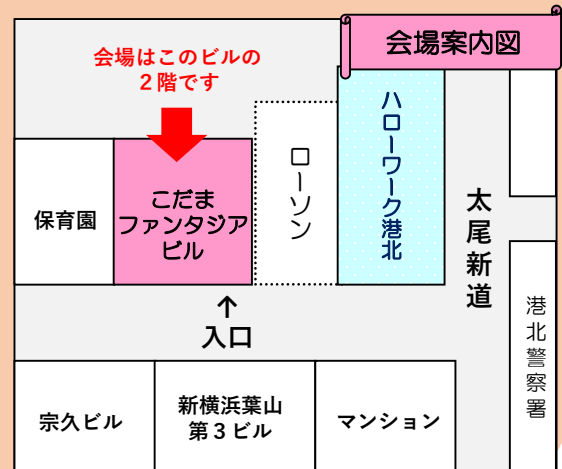 会場案内図
会場はこのビルの
２階です
保育園
こだま
ファンタジア
ビル
ローソン
ハローワーク港北
太尾新道
港北警察署
↑
入口
宗久ビル
新横浜葉山
第３ビル
マンション